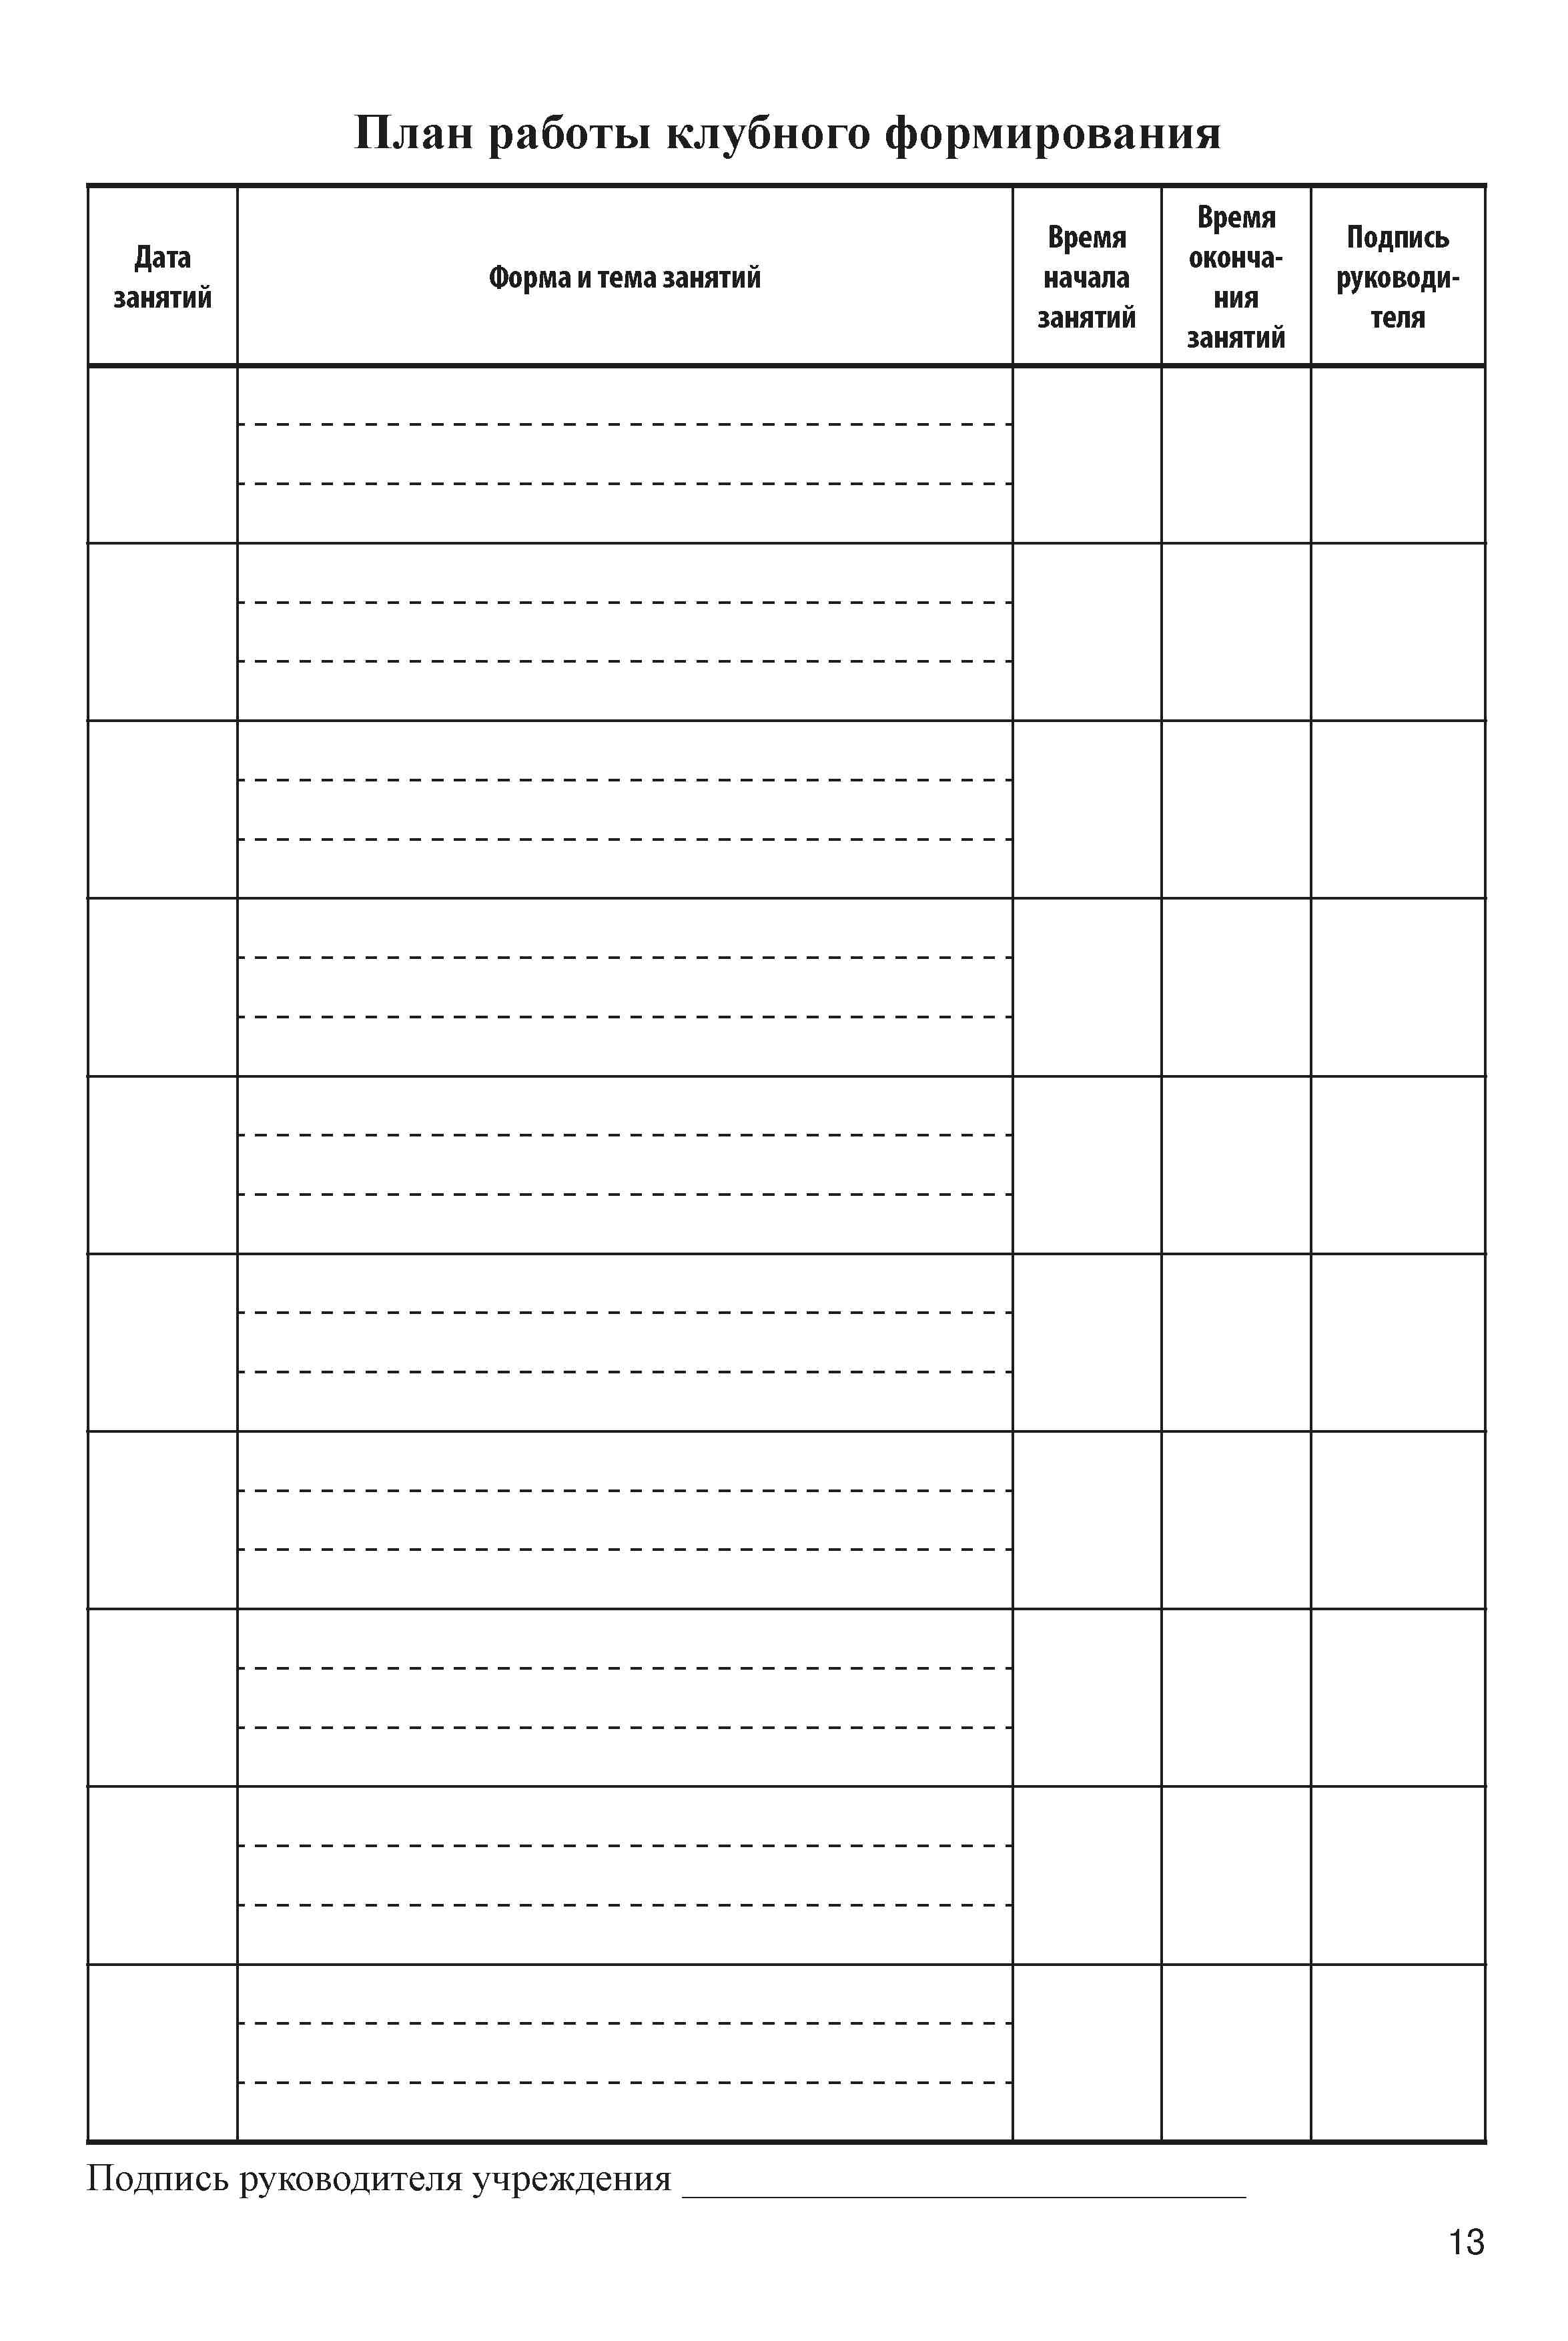 План работы клубного формирования
Дата
занятий
Форма и тема занятий
Время
начала
занятий
Время
оконча-
ния
занятий
Подпись
руководи-
теля
Подпись руководителя учреждения
13